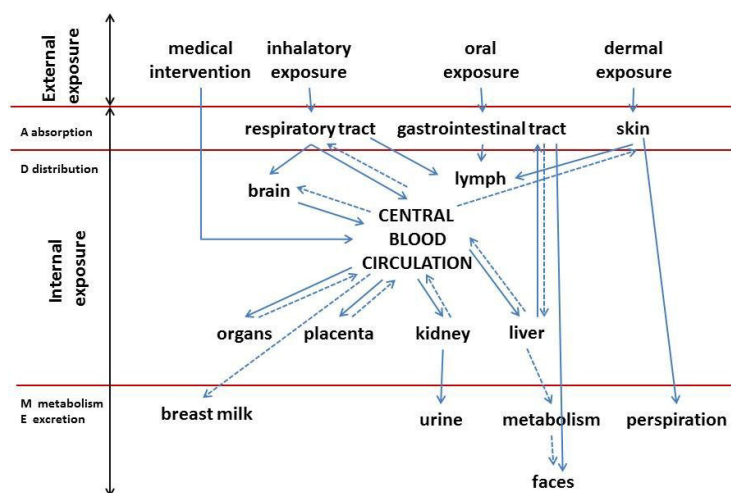 External
exposure
medical
intervention
inhalatory
exposure
oral
exposure
dermal
exposure
A absorption
respiratory tract
gastrointestinal tract
skin
D distribution
Internal
exposure
brain
lymph
CENTRAL
BLOOD
CIRCULATION
organs
placenta
kidney
liver
M metabolism
E excretion
breast milk
urine
metabolism
perspiration
faces